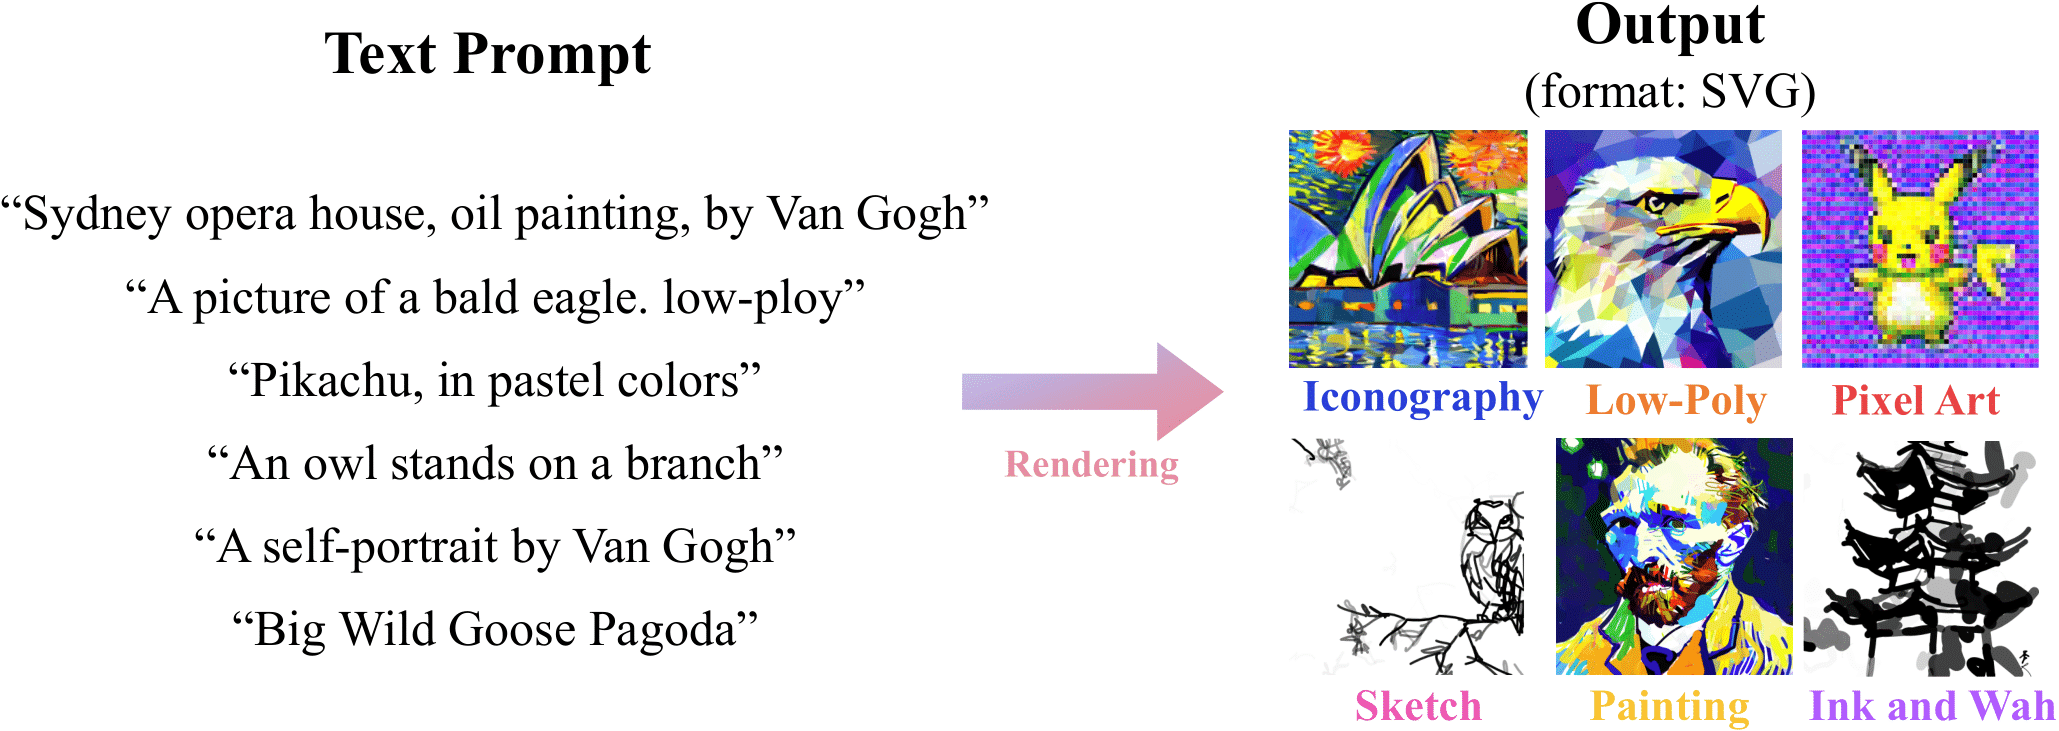 Text Prompt
“Sydney opera house, oil painting, by Van Gogh”
“A picture of a bald eagle. low-ploy”
“Pikachu, in pastel colors”
“An owl stands on a branch”
“A self-portrait by Van Gogh”
“Big Wild Goose Pagoda”
Rendering
Output
(format: SVG)
Iconography
Low-Poly
Pixel Art
Sketch
Painting
Ink and Wah